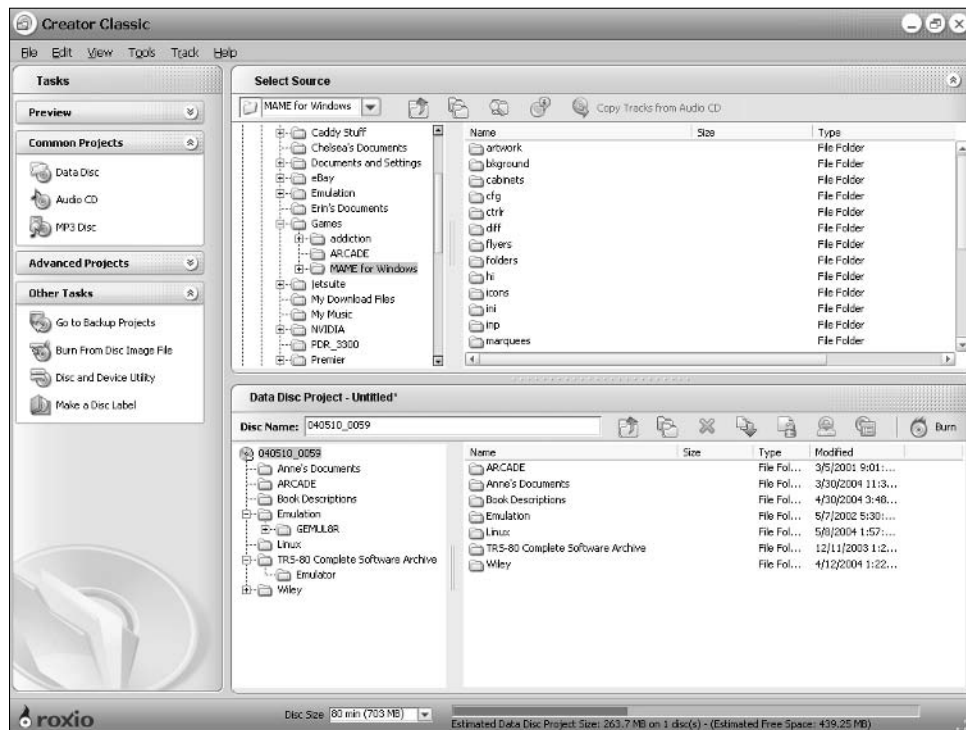 Creator Classic
File Edit View Tools Track Help
Tasks
Preview
Common Projects
Data Disc
Audio CD
MP3 Disc
Advanced Projects
Other Tasks
Go to Backup Projects
Burn From Disc Image File
Disc and Device Utility
Make a Disc Label
Select Source
MAME for Windows
Copy Tracks from Audio CD
Caddy Stuff
Chelsea's Documents
Documents and Settings
eBay
Emulation
Erin's Documents
Games
addiction
ARCADE
MAME for Windows
Jetsuite
My Download Files
My Music
NVIDIA
PDR_3300
Premier
Name Size Type
artwork File Folder
bkground File Folder
cabinets File Folder
cfg File Folder
ctrlr File Folder
diff File Folder
flyers File Folder
folders File Folder
hi File Folder
icons File Folder
ini File Folder
inp File Folder
marquees File Folder
Data Disc Project - Untitled*
Disc Name: 040510_0059
Burn
040510_0059
Anne's Documents
ARCADE
Book Descriptions
Emulation
GEMUL8R
Linux
TRS-80 Complete Software Archive
Emulator
Wiley
Name Size Type Modified
ARCADE File Fol... 3/5/2001 9:01:...
Anne's Documents File Fol... 3/30/2004 11:3...
Book Descriptions File Fol... 4/30/2004 3:48...
Emulation File Fol... 5/7/2002 5:30:...
Linux File Fol... 5/8/2004 1:57:...
TRS-80 Complete Software Archive File Fol... 12/11/2003 1:2...
Wiley File Fol... 4/12/2004 1:22...
roxio
Disc Size 80 min (703 MB)
Estimated Data Disc Project Size: 263.7 MB on 1 disc(s) - (Estimated Free Space: 439.25 MB)